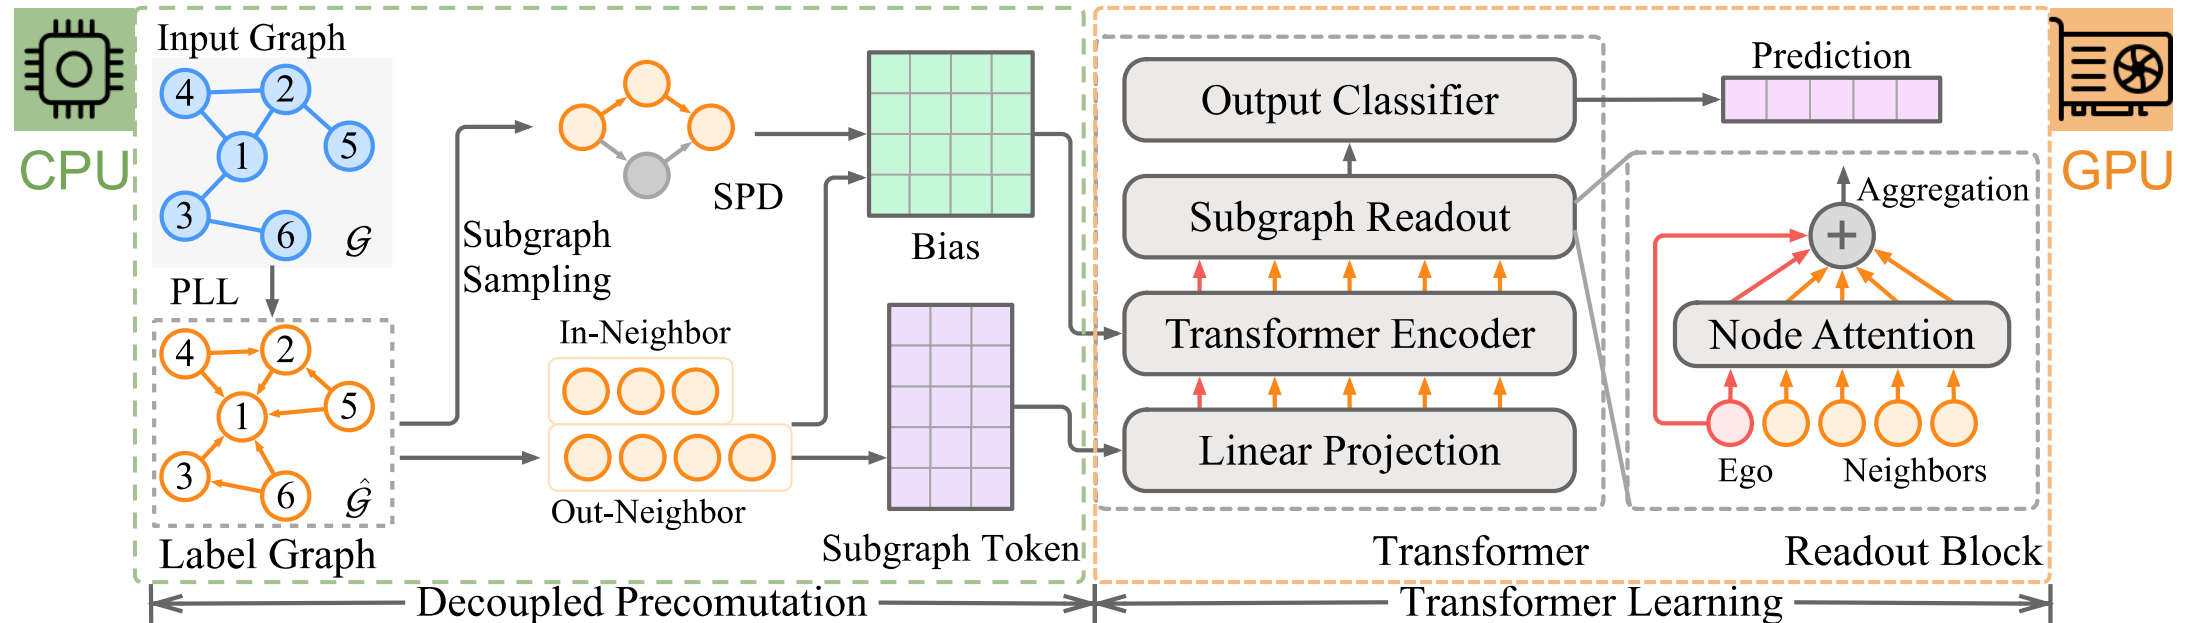 CPU
Input Graph
4
2
1
5
3
6
𝒢
PLL
4
2
1
5
3
6
𝒢̂
Label Graph
Subgraph
Sampling
SPD
In-Neighbor
Out-Neighbor
Bias
Subgraph Token
Decoupled Precomutation
Output Classifier
Subgraph Readout
Transformer Encoder
Linear Projection
Transformer
Prediction
Aggregation
+
Node Attention
Ego
Neighbors
Readout Block
Transformer Learning
GPU